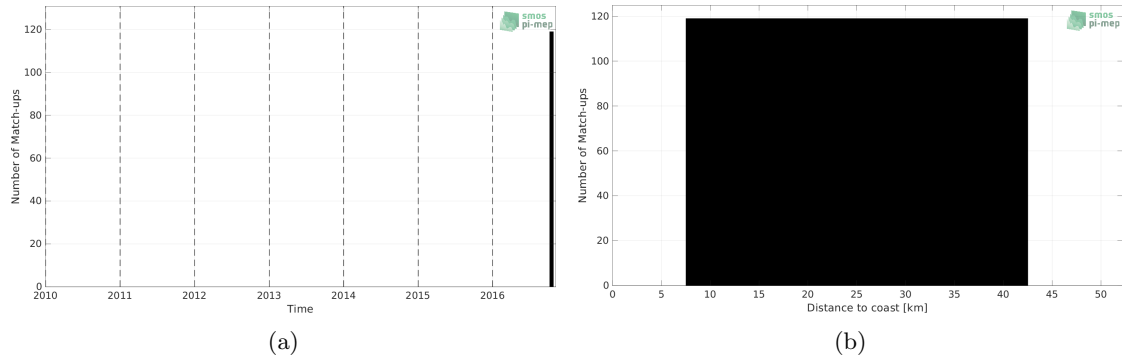 smos
pi-mep
Number of Match-ups
120
100
80
60
40
20
0
2010 2011 2012 2013 2014 2015 2016
Time
(a)
smos
pi-mep
Number of Match-ups
120
100
80
60
40
20
0
0 5 10 15 20 25 30 35 40 45 50
Distance to coast [km]
(b)